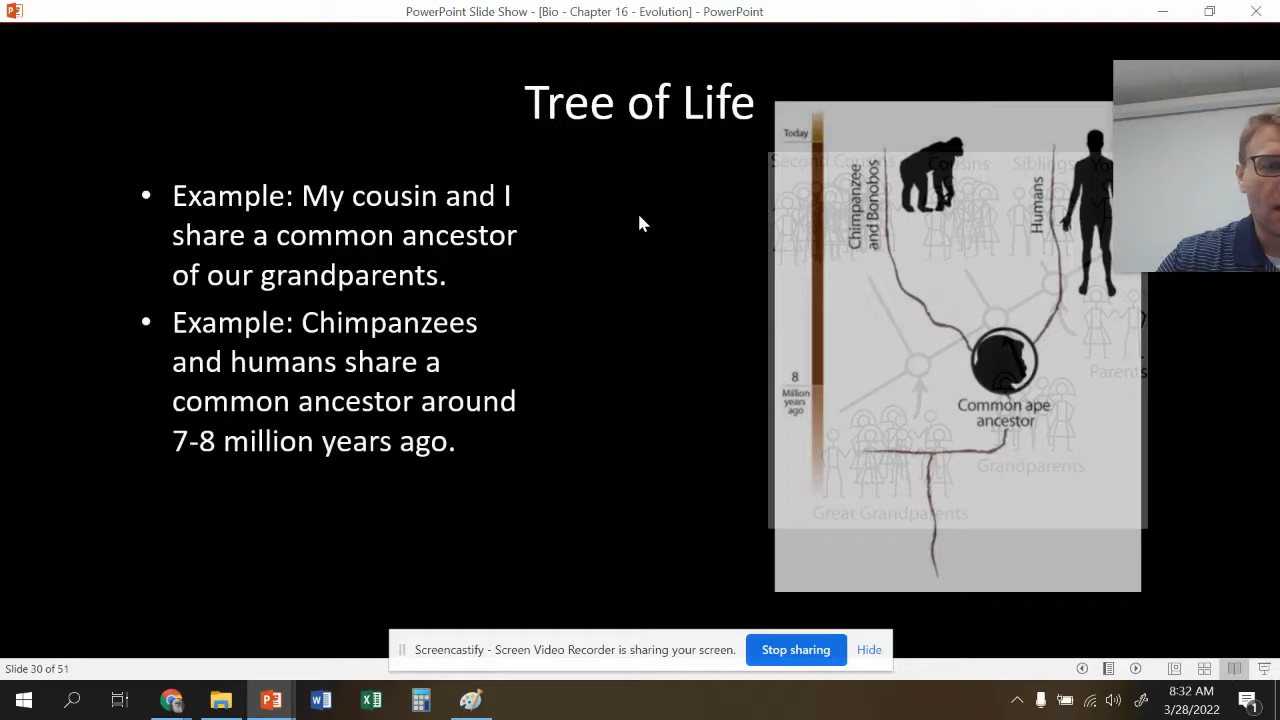 PowerPoint Slide Show - [Bio - Chapter 16 - Evolution] - PowerPoint
Tree of Life
• Example: My cousin and I
share a common ancestor
of our grandparents.
• Example: Chimpanzees
and humans share a
common ancestor around
7-8 million years ago.
Today
Second Cousins
Cousins
Siblings
Chimpanzee
and Bonobos
Humans
8
Million
years
ago
Parents
Common ape
ancestor
Grandparents
Great Grandparents
Screencastify - Screen Video Recorder is sharing your screen.
Stop sharing
Hide
Slide 30 of 51
8:32 AM
3/28/2022
1